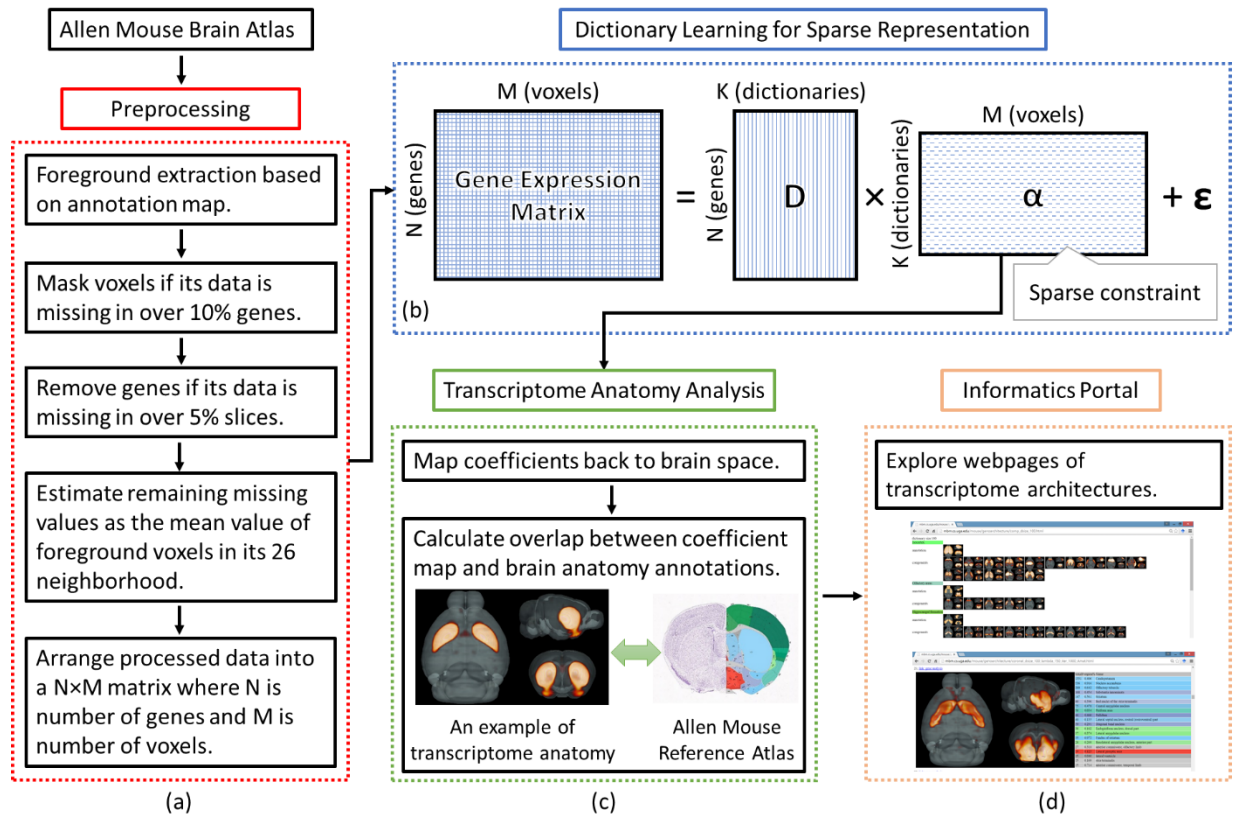 Allen Mouse Brain Atlas
Preprocessing
Foreground extraction based
on annotation map.
Mask voxels if its data is
missing in over 10% genes.
Remove genes if its data is
missing in over 5% slices.
Estimate remaining missing
values as the mean value of
foreground voxels in its 26
neighborhood.
Arrange processed data into
a N×M matrix where N is
number of genes and M is
number of voxels.
(a)
Dictionary Learning for Sparse Representation
M (voxels)
N (genes)
Gene Expression
Matrix
=
K (dictionaries)
N (genes)
D
×
M (voxels)
K (dictionaries)
α
+ ε
Sparse constraint
(b)
Transcriptome Anatomy Analysis
Map coefficients back to brain space.
Calculate overlap between coefficient
map and brain anatomy annotations.
An example of
transcriptome anatomy
Allen Mouse
Reference Atlas
(c)
Informatics Portal
Explore webpages of
transcriptome architectures.
(d)